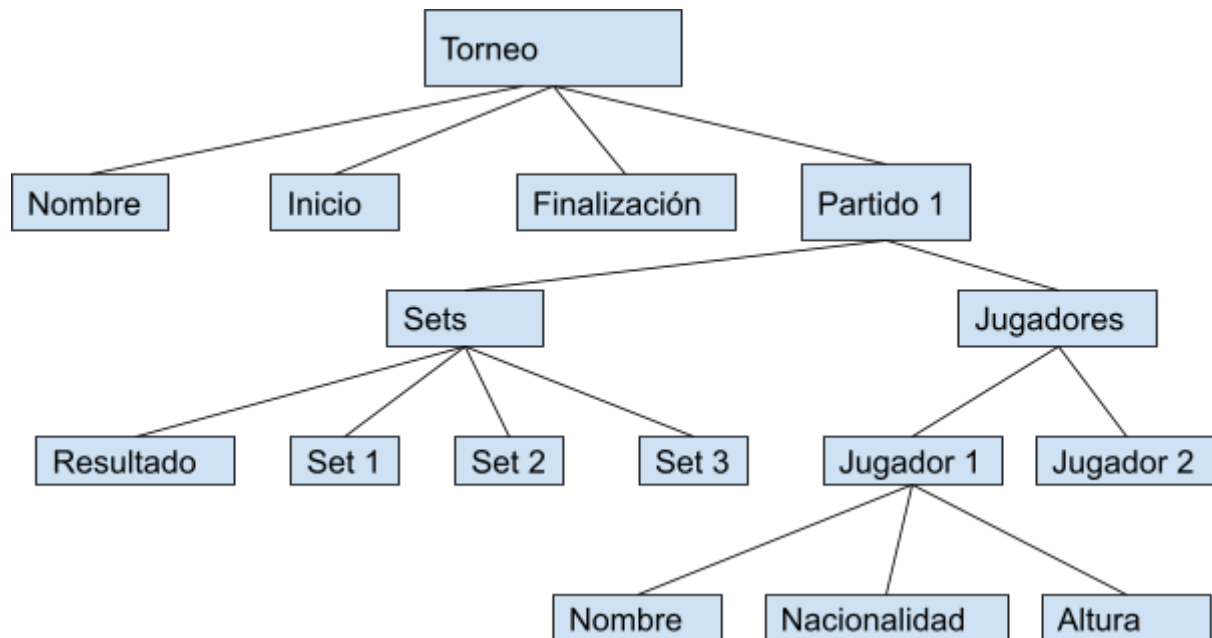 Torneo
Nombre
Inicio
Finalización
Partido 1
Sets
Jugadores
Resultado
Set 1
Set 2
Set 3
Jugador 1
Jugador 2
Nombre
Nacionalidad
Altura